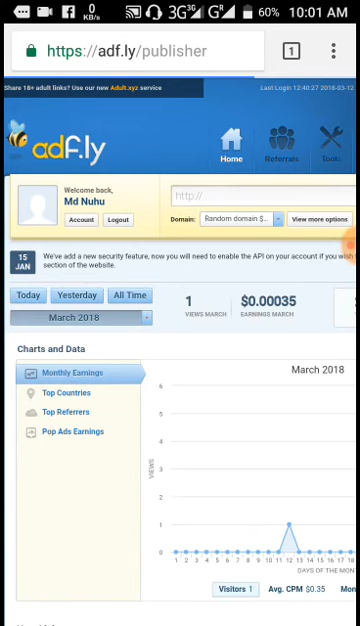 0
KB/s
3G 3G
G R
60% 10:01 AM
https://adf.ly/publisher
1
Share 18+ adult links? Use our new Adult.xyz service
Last Login 12:40:27 2018-03-12
adf.ly
Home
Referrals
Tools
Welcome back,
Md Nuhu
Account
Logout
http://
Domain:
Random domain $...
View more options
15
JAN
We've add a new security feature, now you will need to enable the API on your account if you wish
section of the website.
Today
Yesterday
All Time
March 2018
1
VIEWS MARCH
$0.00035
EARNINGS MARCH
Charts and Data
Monthly Earnings
Top Countries
Top Referrers
Pop Ads Earnings
March 2018
VIEWS
6
5
4
3
2
1
0
1 2 3 4 5 6 7 8 9 10 11 12 13 14 15 16 17 18
DAYS OF THE MON
Visitors 1
Avg. CPM $0.35
Mon